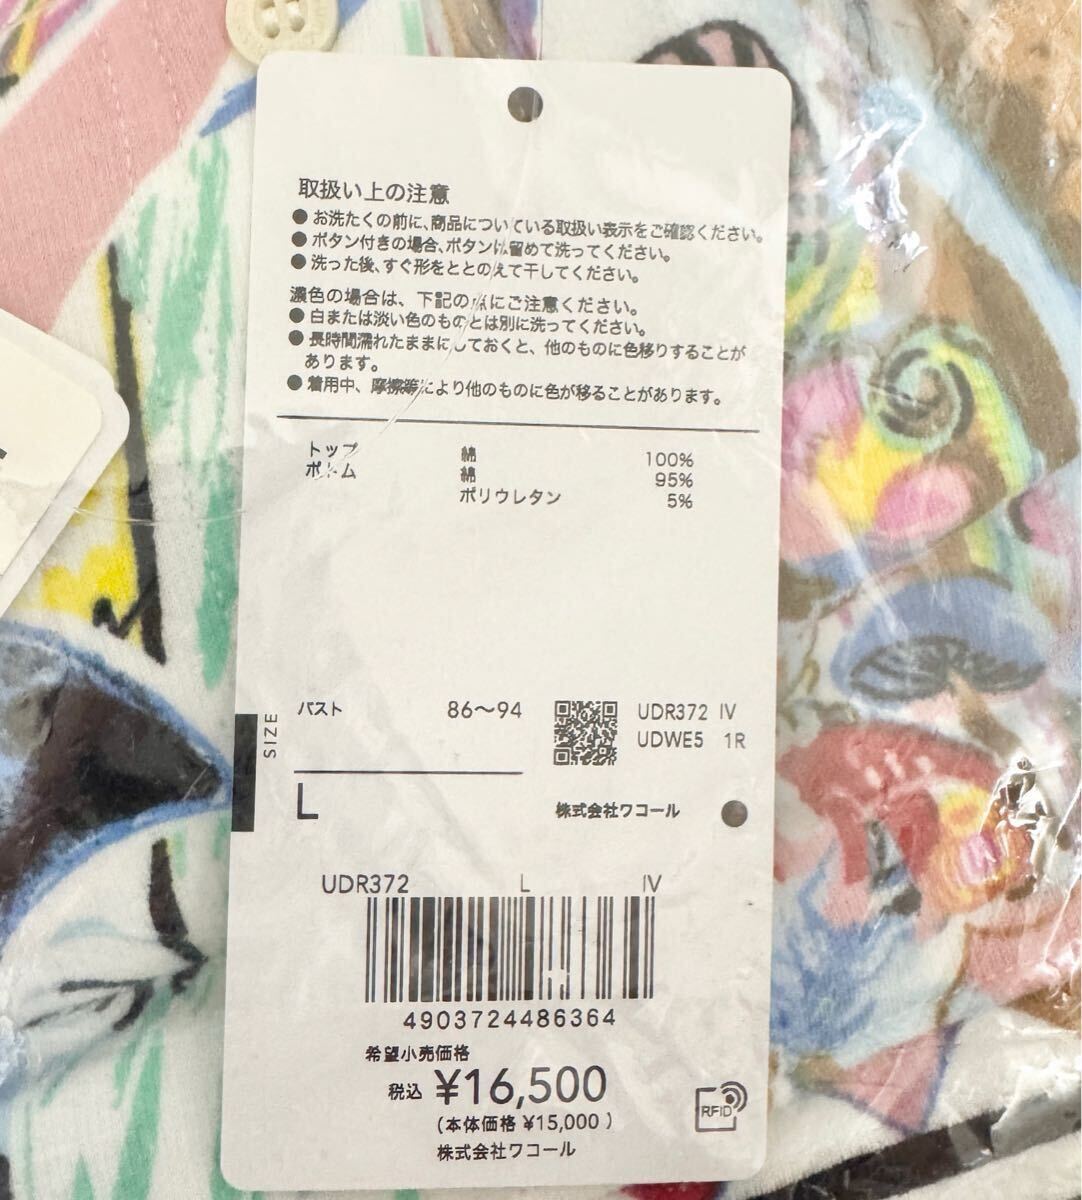 取扱い上の注意
● お洗たくの前に、商品についている取扱い表示をご確認ください。
● ボタン付きの場合、ボタンは留めて洗ってください。
● 洗った後、すぐ形をととのえて干してください。
濃色の場合は、下記の点にご注意ください。
● 白または淡い色のものとは別に洗ってください。
● 長時間濡れたままにしておくと、他のものに色移りすることが
あります。
● 着用中、摩擦等により他のものに色が移ることがあります。
トップ 綿 100%
ボトム 綿 95%
ポリウレタン 5%
SIZE
バスト 86〜94
L
UDR372 IV
UDWE5 1R
株式会社ワコール
UDR372 L IV
4903724486364
希望小売価格
税込 ¥16,500
(本体価格 ¥15,000)
株式会社ワコール
RFID